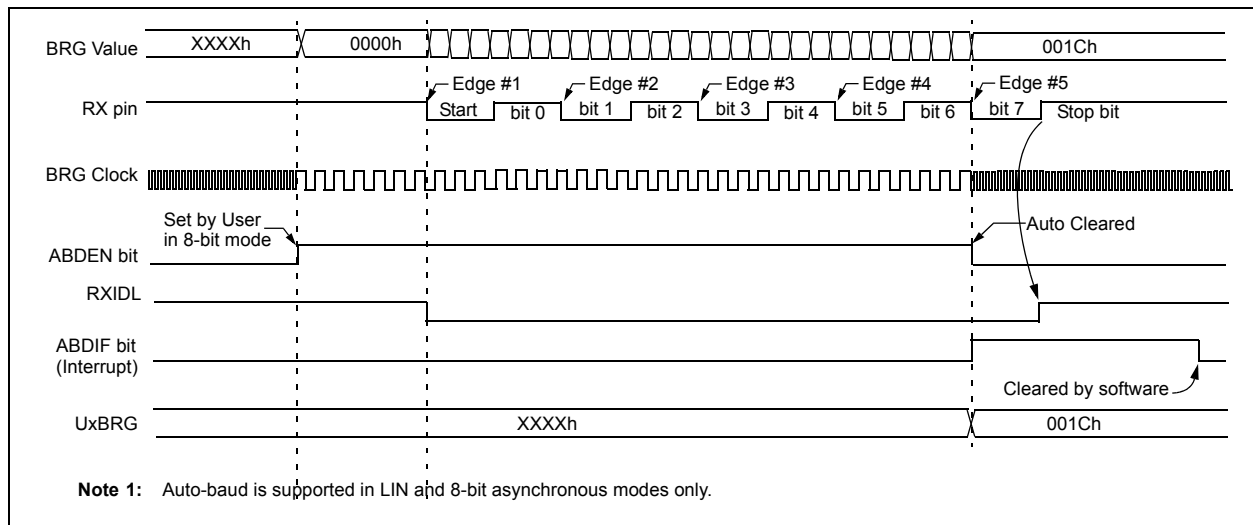 BRG Value XXXXh 0000h 001Ch
Edge #1 Edge #2 Edge #3 Edge #4 Edge #5
RX pin Start bit 0 bit 1 bit 2 bit 3 bit 4 bit 5 bit 6 bit 7 Stop bit
BRG Clock
Set by User
in 8-bit mode
Auto Cleared
ABDEN bit
RXIDL
ABDIF bit
(Interrupt)
Cleared by software
UxBRG XXXXh 001Ch
Note 1: Auto-baud is supported in LIN and 8-bit asynchronous modes only.